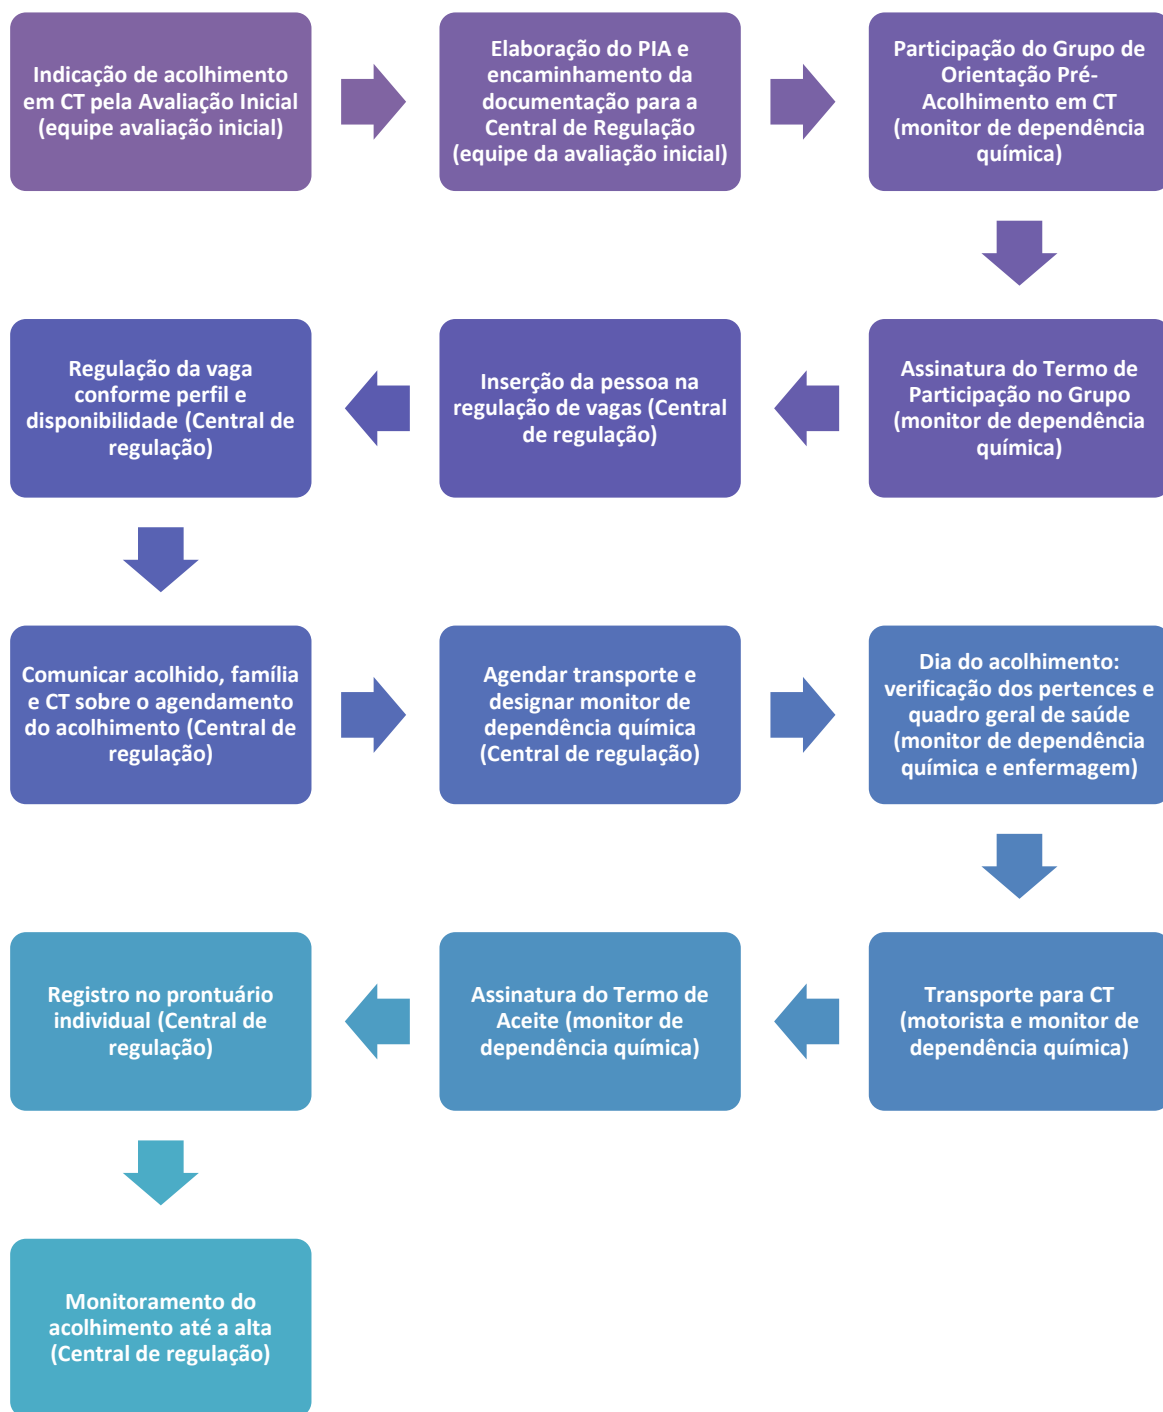 Indicação de acolhimento
em CT pela Avaliação Inicial
(equipe avaliação inicial)
Elaboração do PIA e
encaminhamento da
documentação para a
Central de Regulação
(equipe da avaliação inicial)
Participação do Grupo de
Orientação Pré-
Acolhimento em CT
(monitor de dependência
química)
Assinatura do Termo de
Participação no Grupo
(monitor de dependência
química)
Inserção da pessoa na
regulação de vagas (Central
de regulação)
Regulação da vaga
conforme perfil e
disponibilidade (Central de
regulação)
Comunicar acolhido, família
e CT sobre o agendamento
do acolhimento (Central de
regulação)
Agendar transporte e
designar monitor de
dependência química
(Central de regulação)
Dia do acolhimento:
verificação dos pertences e
quadro geral de saúde
(monitor de dependência
química e enfermagem)
Transporte para CT
(motorista e monitor de
dependência química)
Assinatura do Termo de
Aceite (monitor de
dependência química)
Registro no prontuário
individual (Central de
regulação)
Monitoramento do
acolhimento até a alta
(Central de regulação)